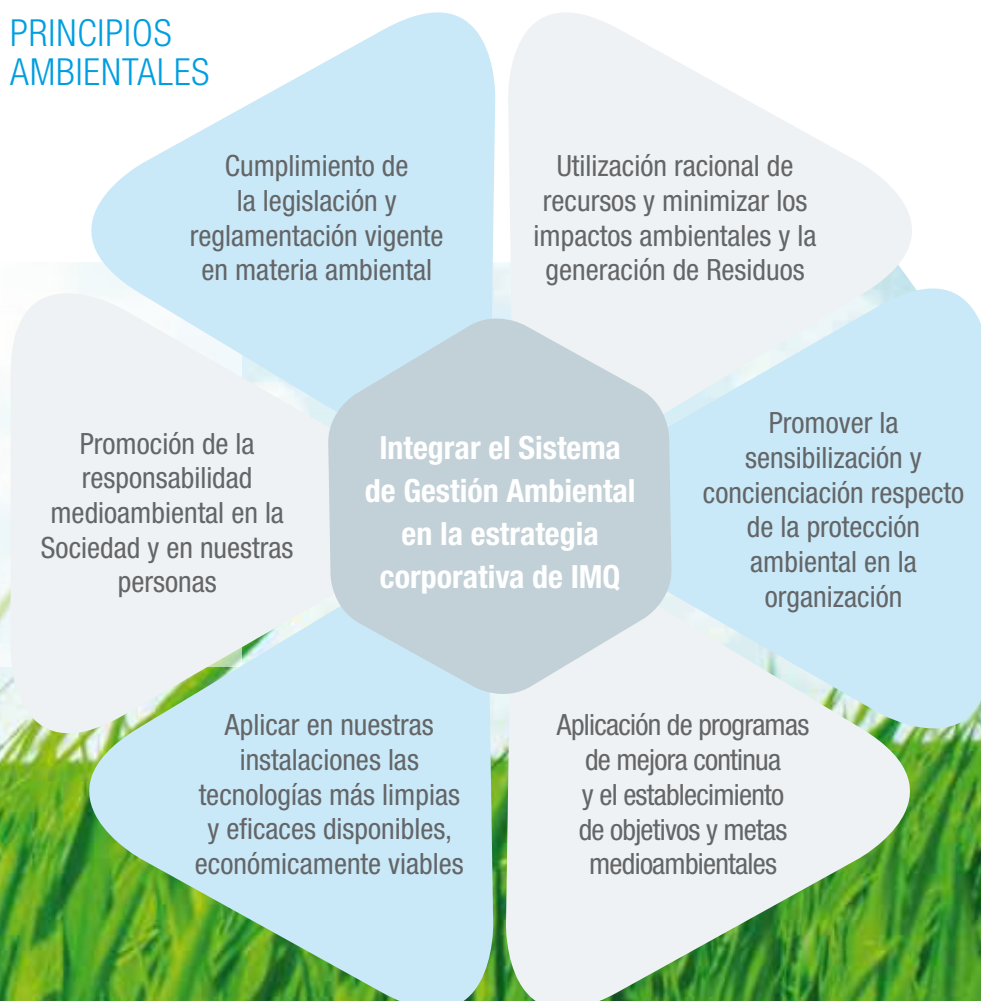 PRINCIPIOS
AMBIENTALES
Cumplimiento de
la legislación y
reglamentación vigente
en materia ambiental
Utilización racional de
recursos y minimizar los
impactos ambientales y la
generación de Residuos
Promoción de la
responsabilidad
medioambiental en la
Sociedad y en nuestras
personas
Integrar el Sistema
de Gestión Ambiental
en la estrategia
corporativa de IMQ
Promover la
sensibilización y
concienciación respecto
de la protección
ambiental en la
organización
Aplicar en nuestras
instalaciones las
tecnologías más limpias
y eficaces disponibles,
económicamente viables
Aplicación de programas
de mejora continua
y el establecimiento
de objetivos y metas
medioambientales